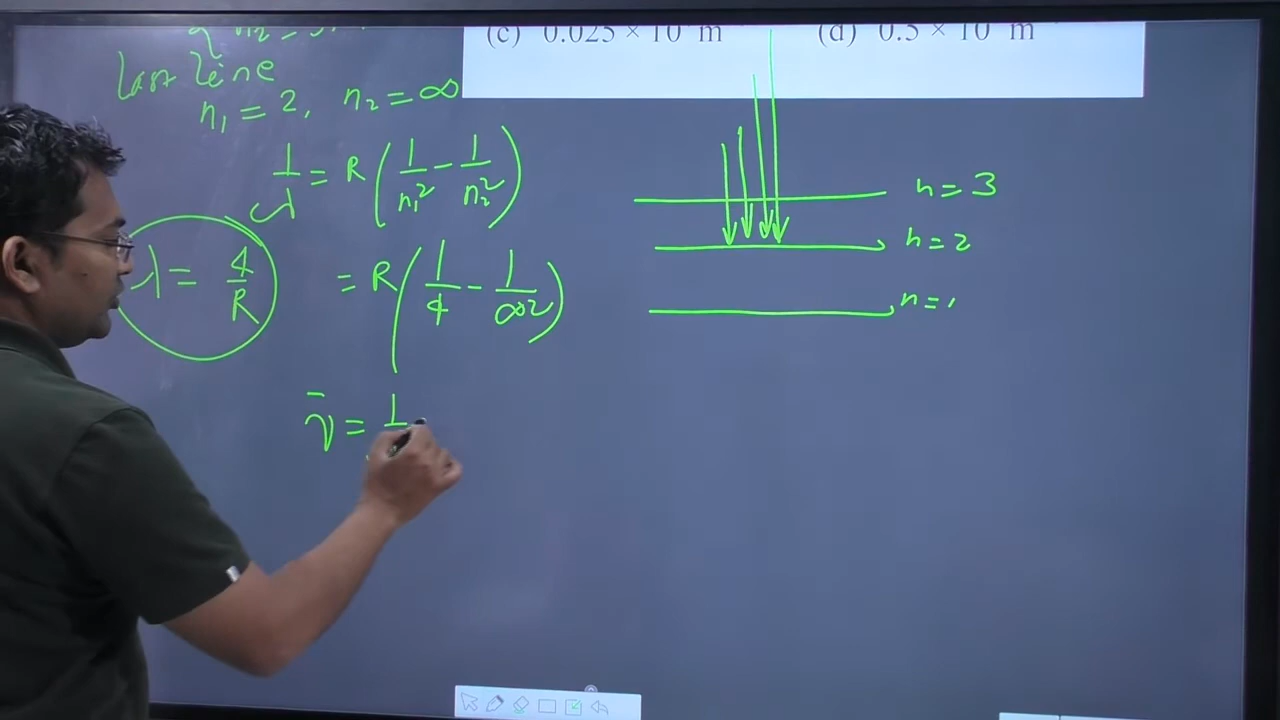 (c) 0.025 × 10 m (d) 0.5 × 10 m
last line
n₁ = 2, n₂ = ∞
1/λ = R(1/n₁² − 1/n₂²)
λ = 4/R = R(1/4 − 1/∞²)
ν̄ = 1
n = 3
n = 2